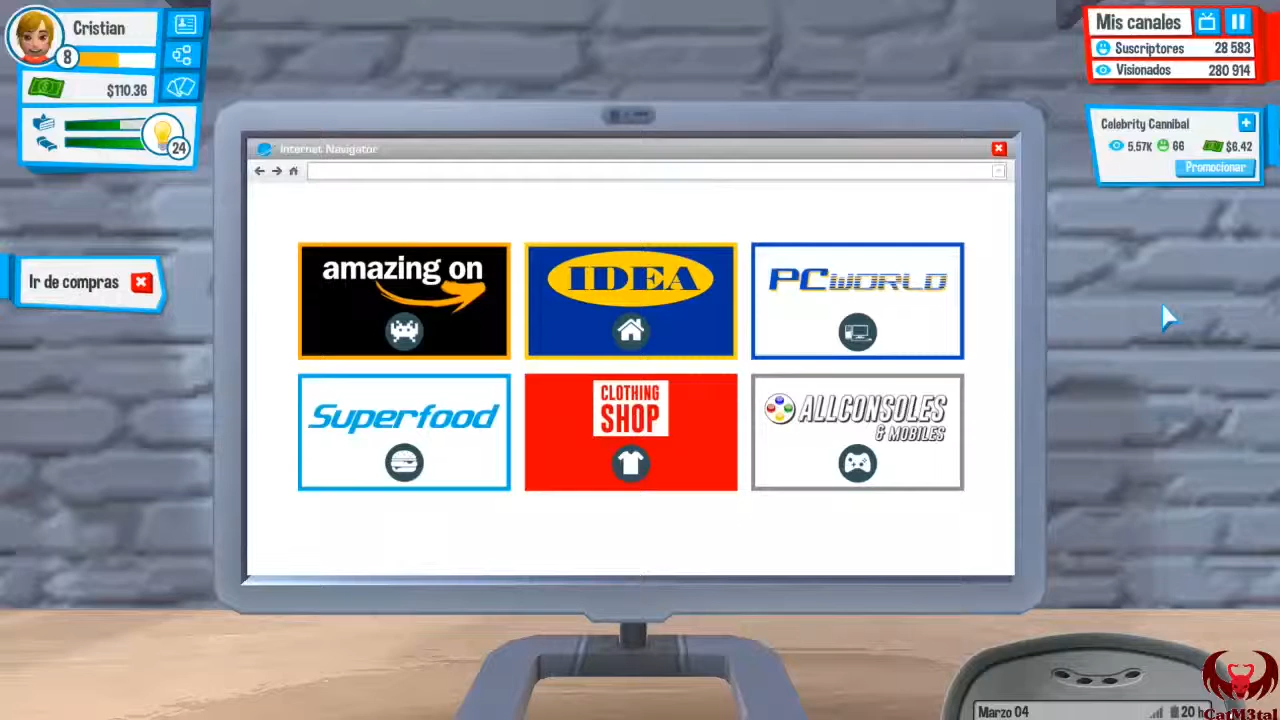 Cristian
8
$110.36
24
Ir de compras
Internet Navigator
amazing on
IDEA
PCWORLD
Superfood
CLOTHING
SHOP
ALLCONSOLES
& MOBILES
Mis canales
Suscriptores 28 583
Visionados 280 914
Celebrity Cannibal
5.57K 66 $6.42
Promocionar
Marzo 04 20 h
CatM3tal